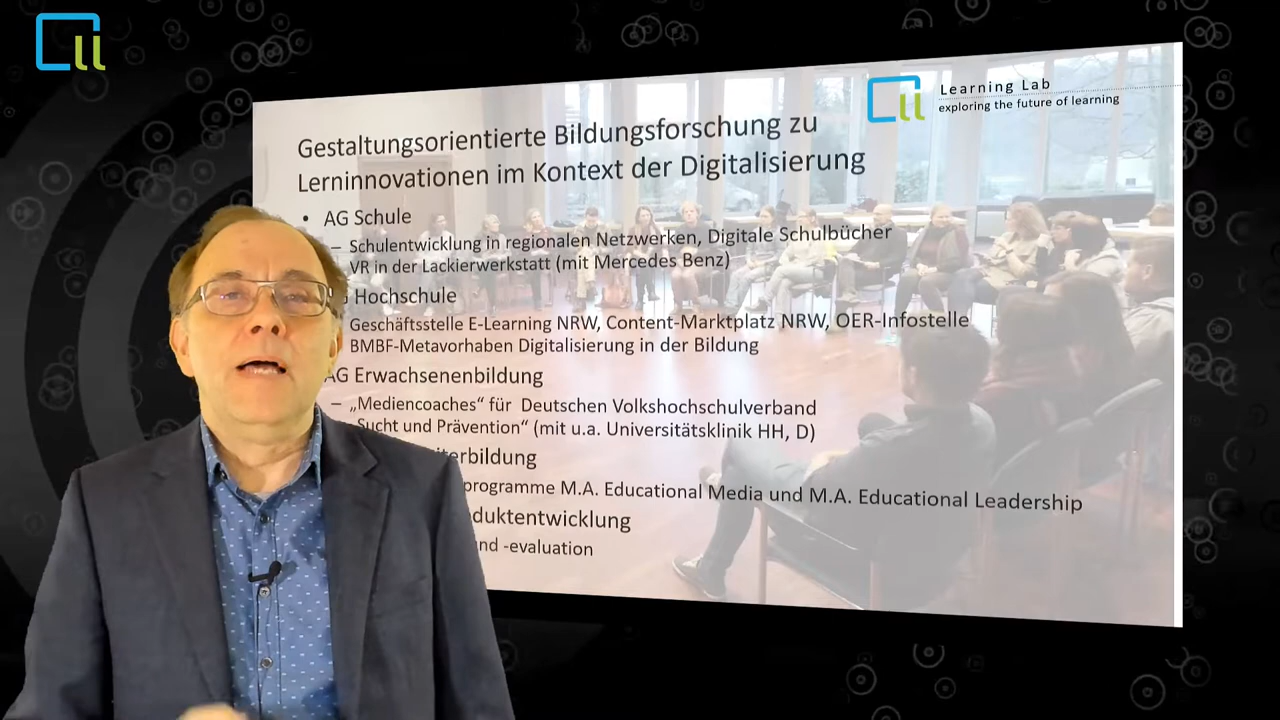 Learning Lab
exploring the future of learning
Gestaltungsorientierte Bildungsforschung zu
Lerninnovationen im Kontext der Digitalisierung
• AG Schule
– Schulentwicklung in regionalen Netzwerken, Digitale Schulbücher
VR in der Lackierwerkstatt (mit Mercedes Benz)
Hochschule
Geschäftsstelle E-Learning NRW, Content-Marktplatz NRW, OER-Infostelle
BMBF-Metavorhaben Digitalisierung in der Bildung
AG Erwachsenenbildung
– „Mediencoaches“ für Deutschen Volkshochschulverband
Sucht und Prävention“ (mit u.a. Universitätsklinik HH, D)
iterbildung
programme M.A. Educational Media und M.A. Educational Leadership
duktentwicklung
nd -evaluation